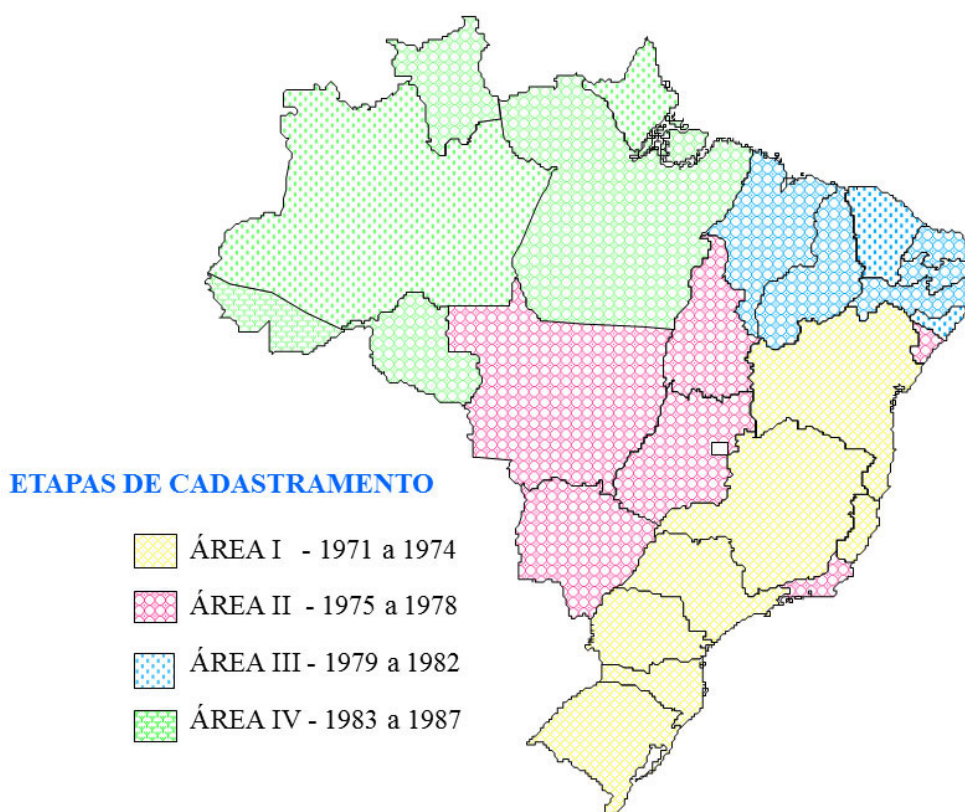 ETAPAS DE CADASTRAMENTO
ÁREA I - 1971 a 1974
ÁREA II - 1975 a 1978
ÁREA III - 1979 a 1982
ÁREA IV - 1983 a 1987